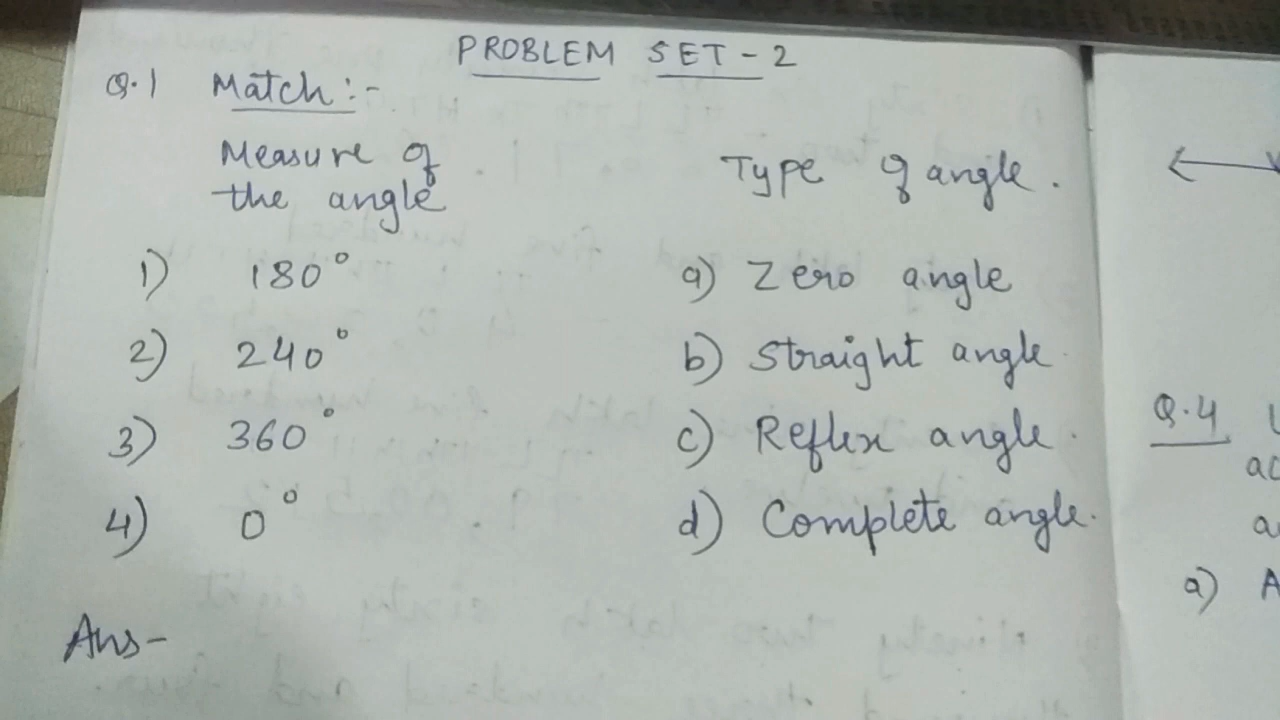 PROBLEM SET-2
Q.1 Match:-
Measure of the angle
Type of angle.
1) 180° a) Zero angle
2) 240° b) Straight angle.
3) 360° c) Reflex angle.
4) 0° d) Complete angle.
Ans-
Q.4
a) A